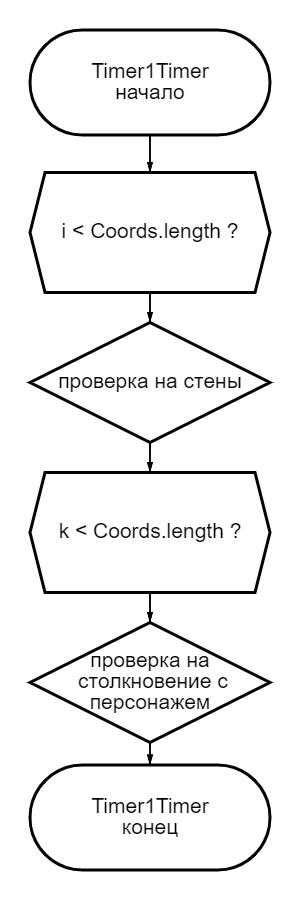 Timer1Timer
начало
i < Coords.length ?
проверка на стены
k < Coords.length ?
проверка на
столкновение с
персонажем
Timer1Timer
конец